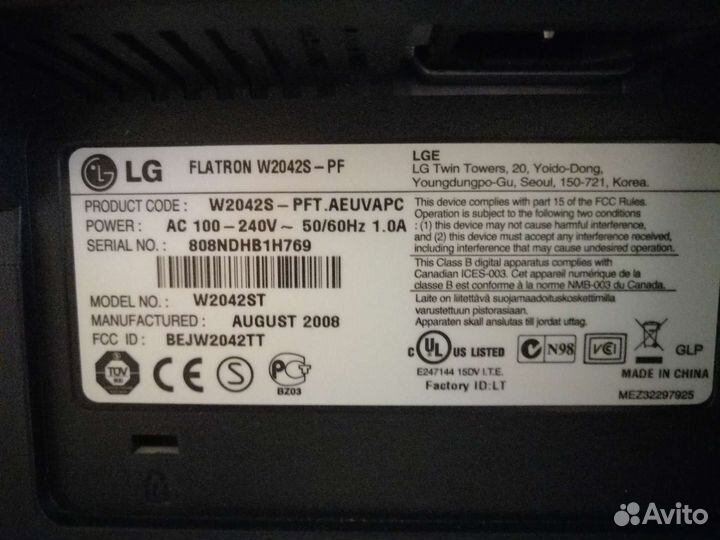 LG FLATRON W2042S-PF
PRODUCT CODE : W2042S - PFT.AEUVAPC
POWER : AC 100-240V ~ 50/60Hz 1.0A
SERIAL NO. : 808NDHB1H769
MODEL NO. : W2042ST
MANUFACTURED : AUGUST 2008
FCC ID : BEJW2042TT
TÜV
CE
S
PC
BZ03
LGE
LG Twin Towers, 20, Yoido-Dong,
Youngdungpo-Gu, Seoul, 150-721, Korea.
This device complies with part 15 of the FCC Rules.
Operation is subject to the following two conditions
: (1) this device may not cause harmful interference,
and (2) this device must accept any interference received,
including interference that may cause undesired operation.
This Class B digital apparatus complies with
Canadian ICES-003. Cet appareil numérique de la
classe B est conforme à la norme NMB-003 du Canada.
Laite on liitettävä suojamaadoituskoskettimilla
varustettuun pistorasiaan.
Apparaten skall anslutas till jordat uttag.
c UL US LISTED
E247144 15DV I.T.E.
Factory ID:LT
N98
VCI
GLP
MADE IN CHINA
MEZ32297925
Avito